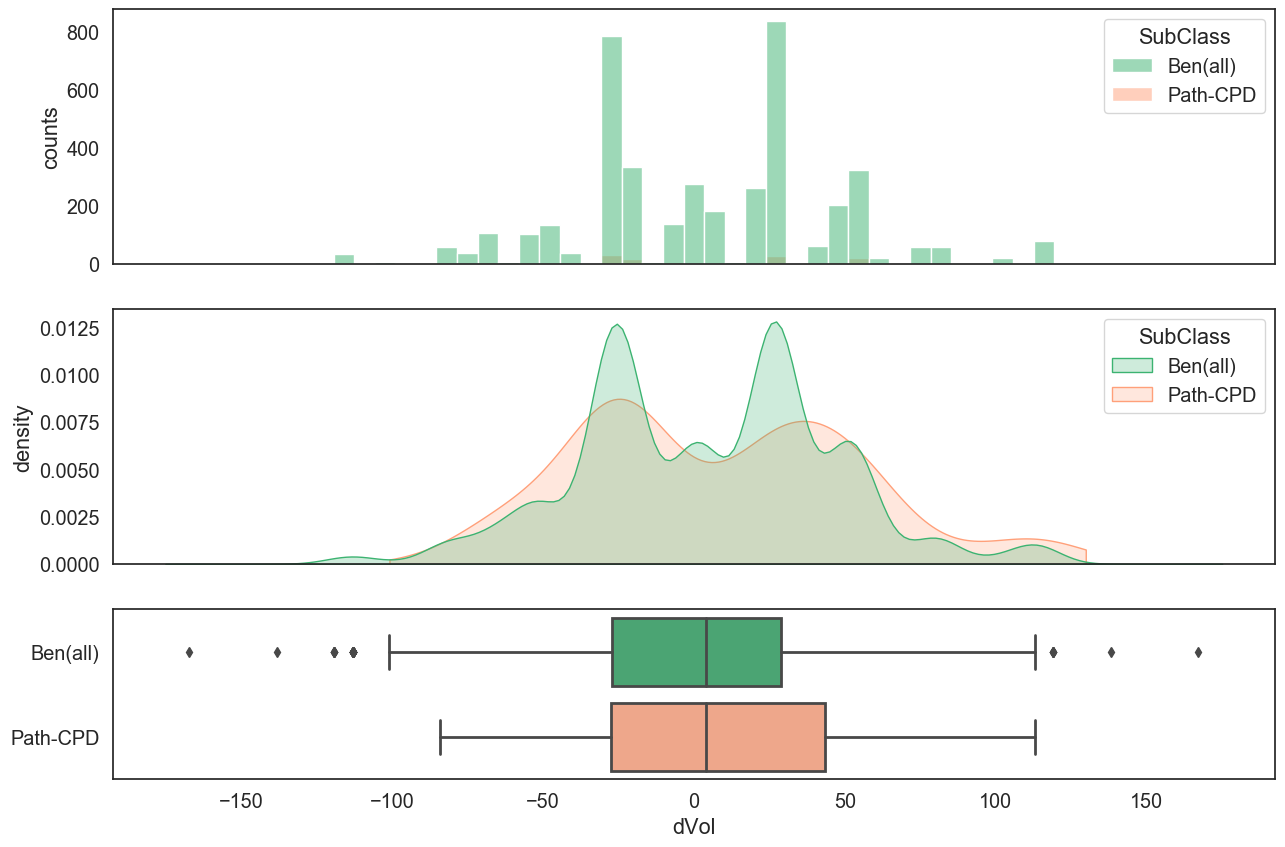 800
600
400
200
0
counts
SubClass
Ben(all)
Path-CPD
0.0125
0.0100
0.0075
0.0050
0.0025
0.0000
density
SubClass
Ben(all)
Path-CPD
Ben(all)
Path-CPD
−150 −100 −50 0 50 100 150
dVol